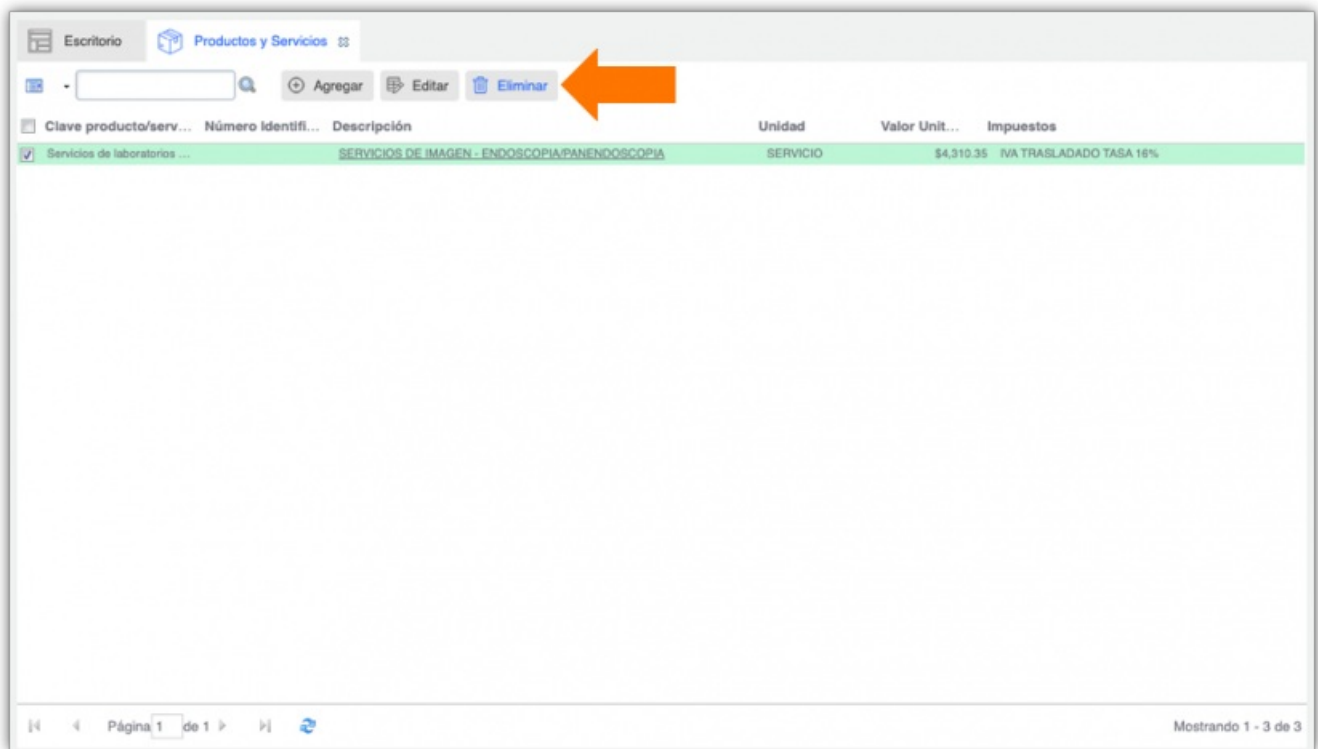 Escritorio Productos y Servicios
Agregar Editar Eliminar
Clave producto/serv... Número Identifi... Descripción Unidad Valor Unit... Impuestos
Servicios de laboratorios ... SERVICIOS DE IMAGEN - ENDOSCOPIA/PANENDOSCOPIA SERVICIO $4,310.35 IVA TRASLADADO TASA 16%
Página 1 de 1 Mostrando 1 - 3 de 3